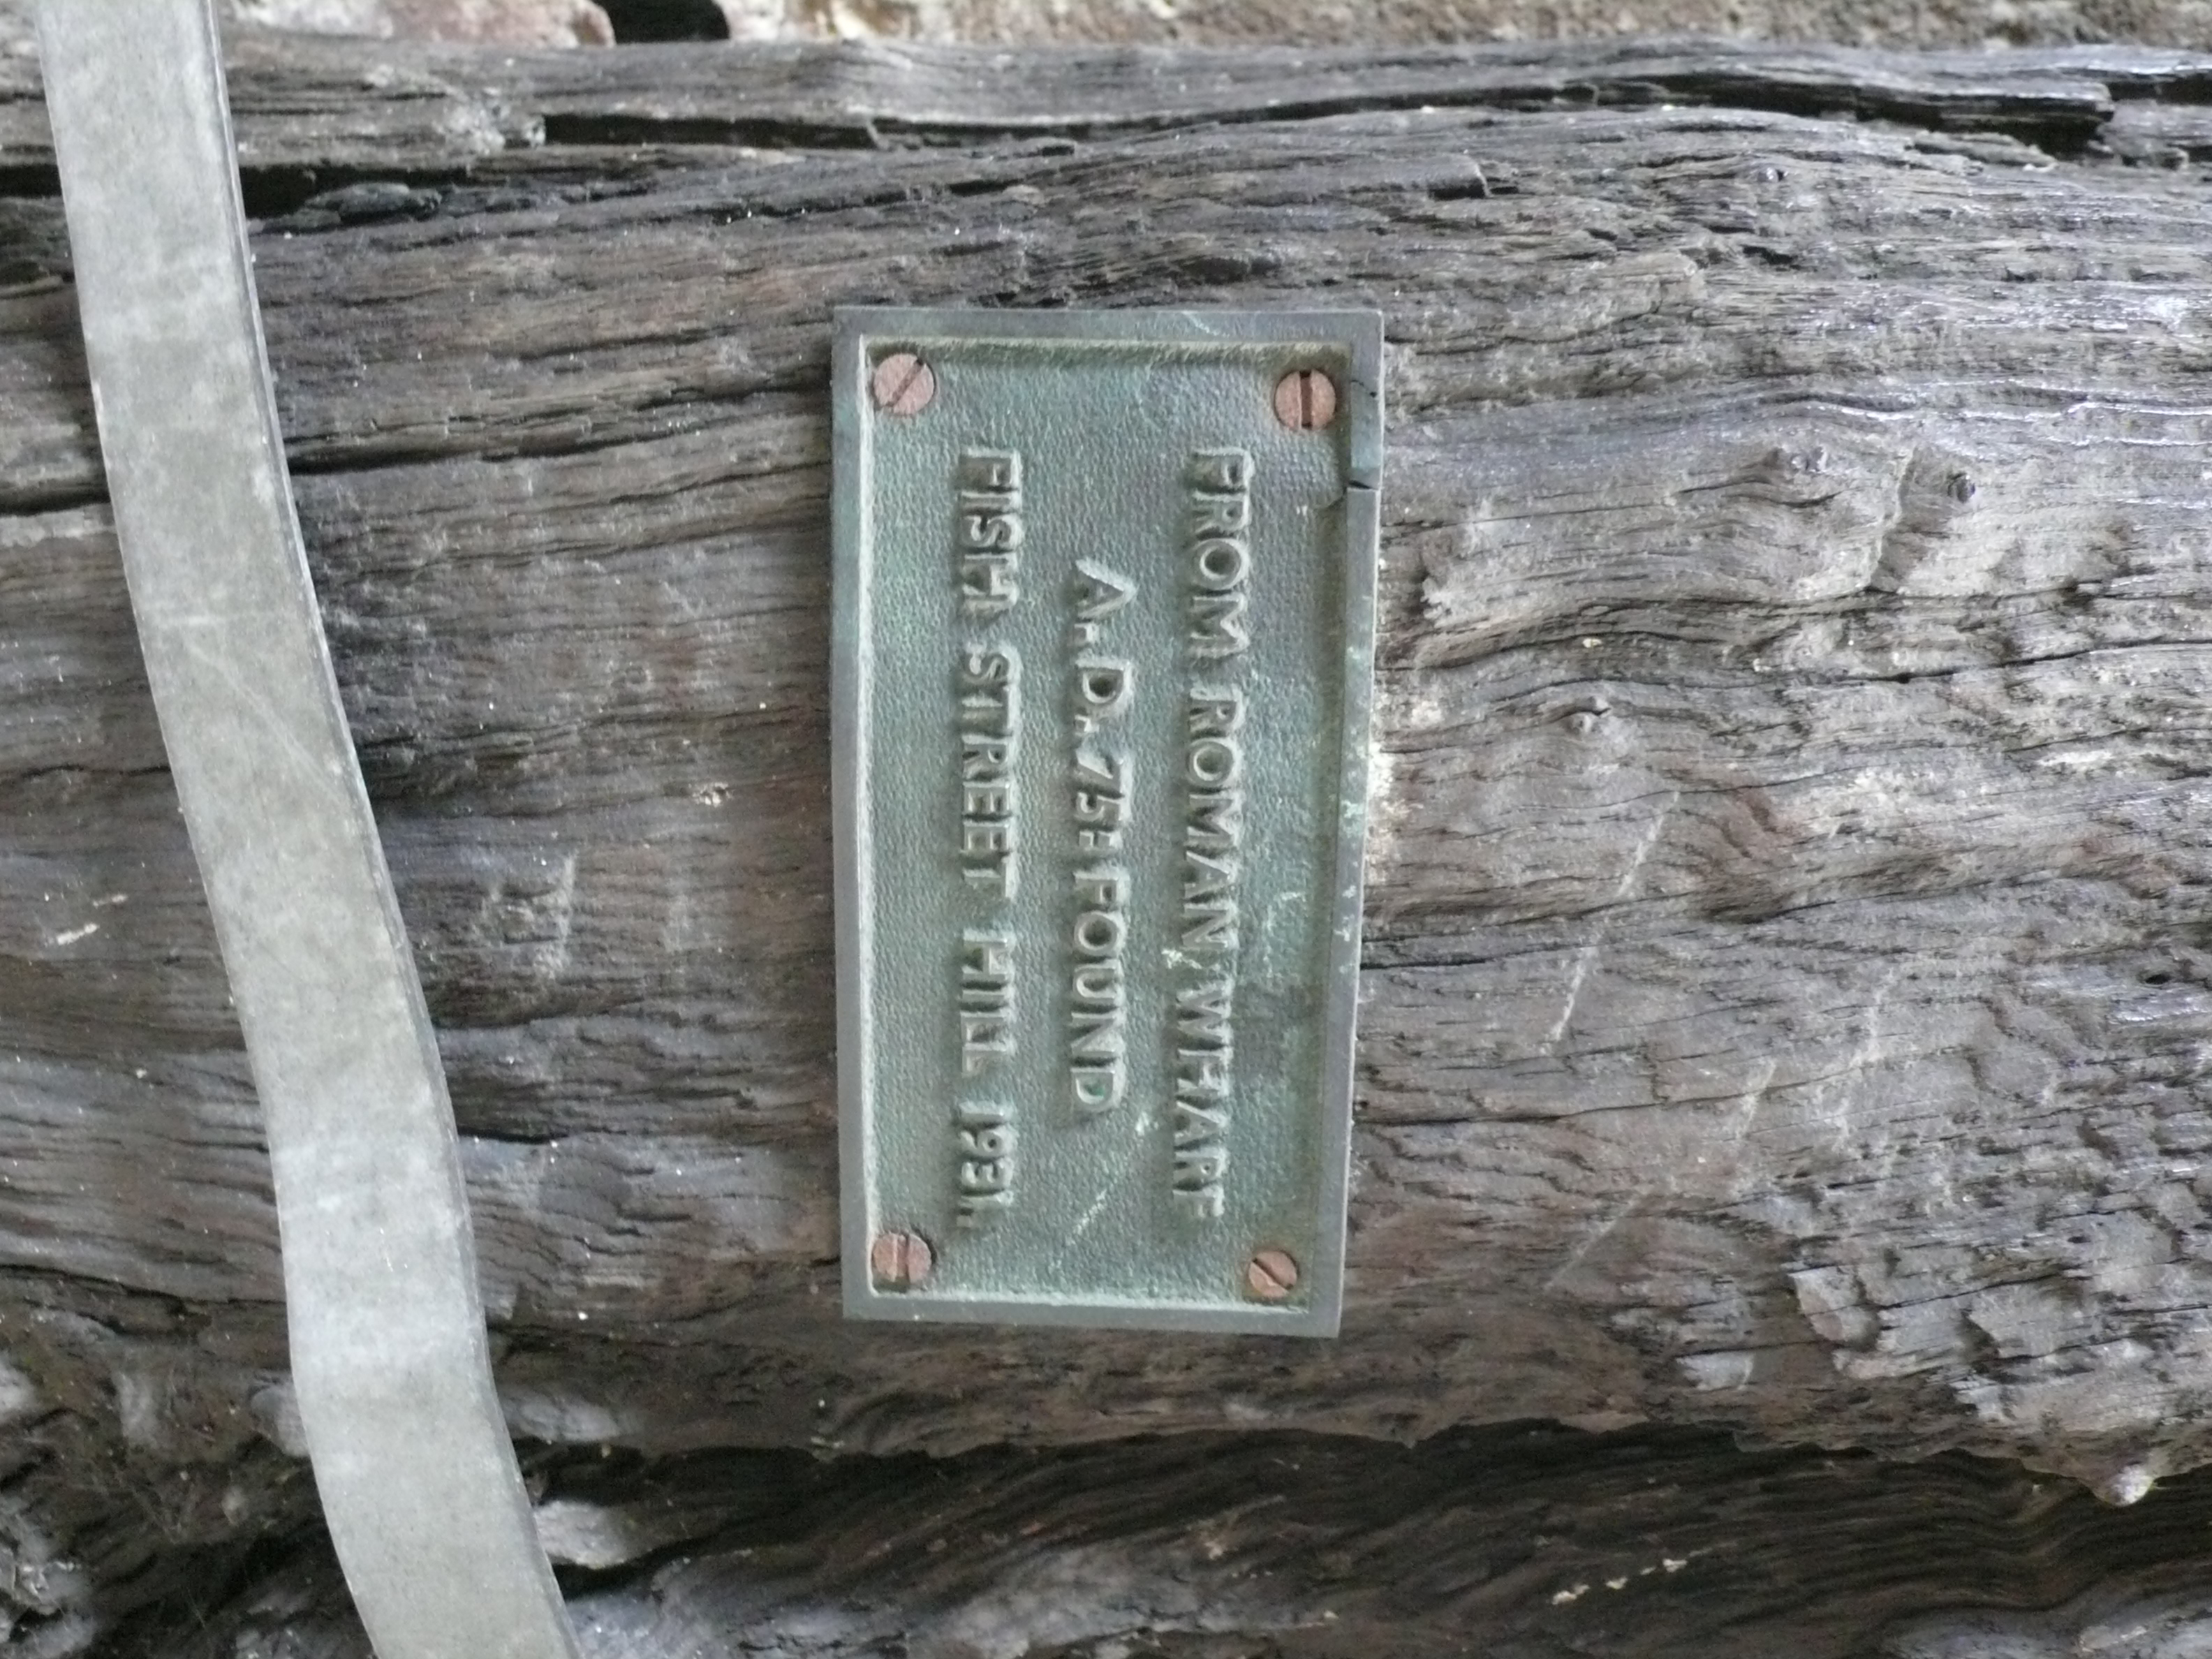 FROM ROMAN WHARF
A.D. 75: FOUND
FISH STREET HILL 1931.